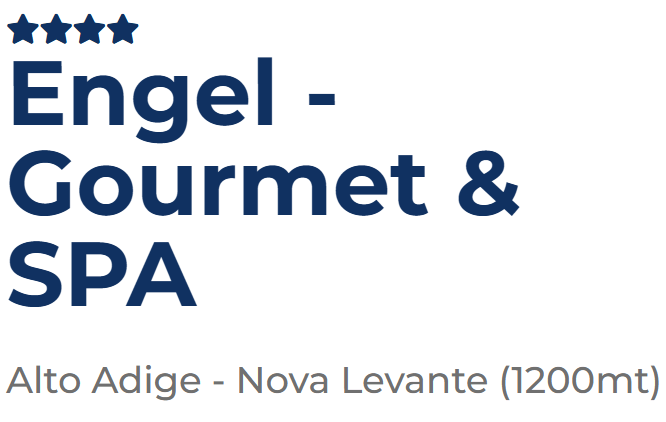 Engel -
Gourmet &
SPA
Alto Adige - Nova Levante (1200mt)